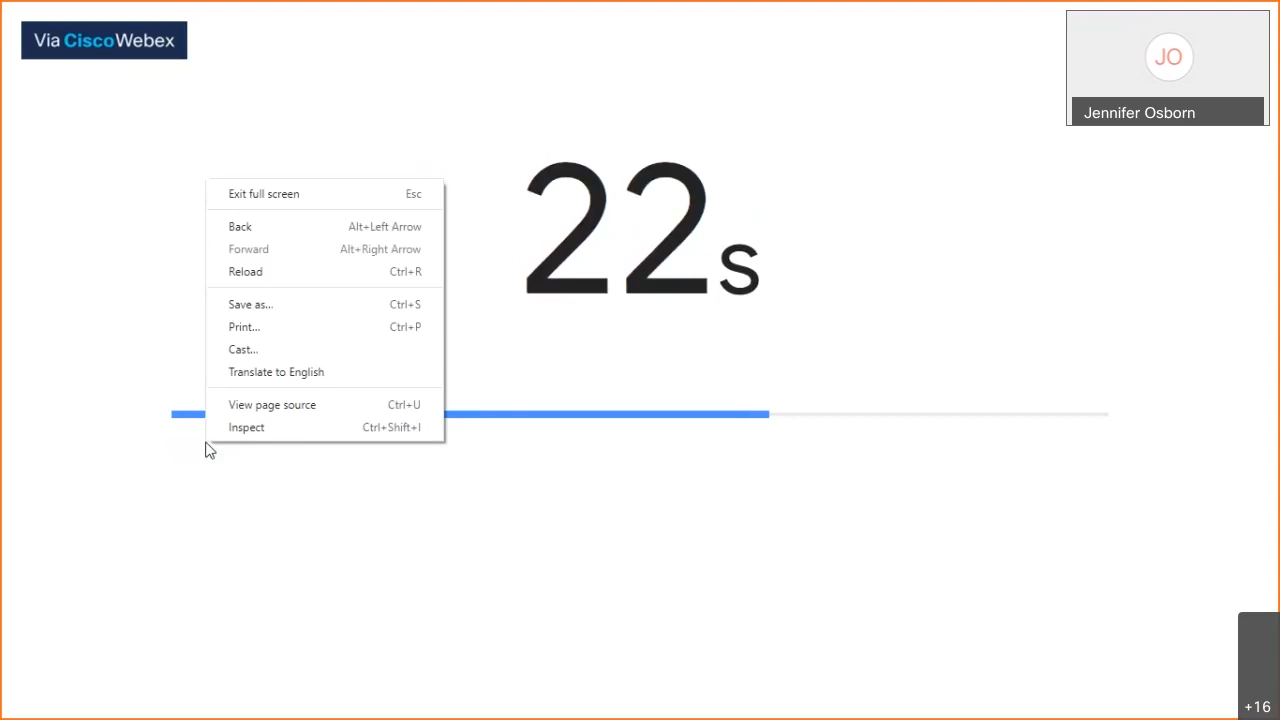 Via CiscoWebex
JO
Jennifer Osborn
22s
Exit full screen Esc
Back Alt+Left Arrow
Forward Alt+Right Arrow
Reload Ctrl+R
Save as... Ctrl+S
Print... Ctrl+P
Cast...
Translate to English
View page source Ctrl+U
Inspect Ctrl+Shift+I
+16